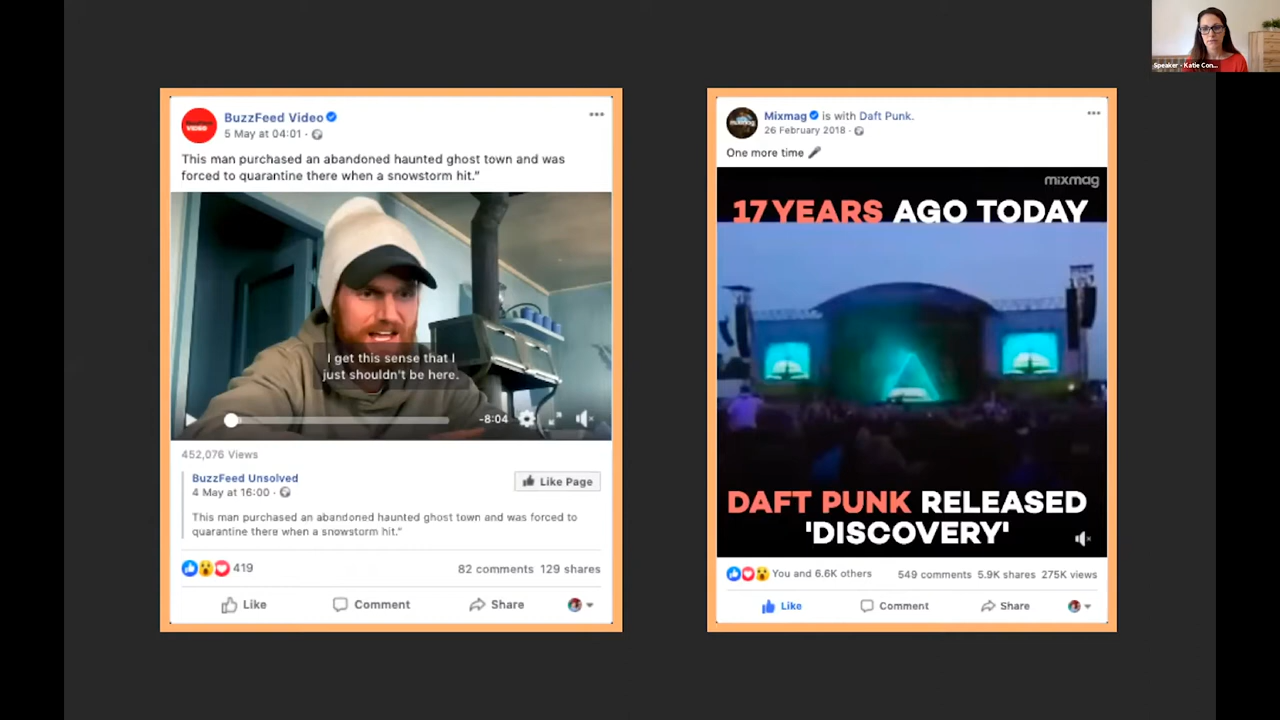 Speaker - Katie Con...
BuzzFeed Video
5 May at 04:01 ·
This man purchased an abandoned haunted ghost town and was
forced to quarantine there when a snowstorm hit."
I get this sense that I
just shouldn't be here.
-8:04
452,076 Views
BuzzFeed Unsolved
4 May at 16:00 ·
Like Page
This man purchased an abandoned haunted ghost town and was forced to
quarantine there when a snowstorm hit."
419
82 comments 129 shares
Like Comment Share
Mixmag is with Daft Punk.
26 February 2018 ·
One more time
mixmag
17 YEARS AGO TODAY
DAFT PUNK RELEASED
'DISCOVERY'
You and 6.6K others 549 comments 5.9K shares 275K views
Like Comment Share